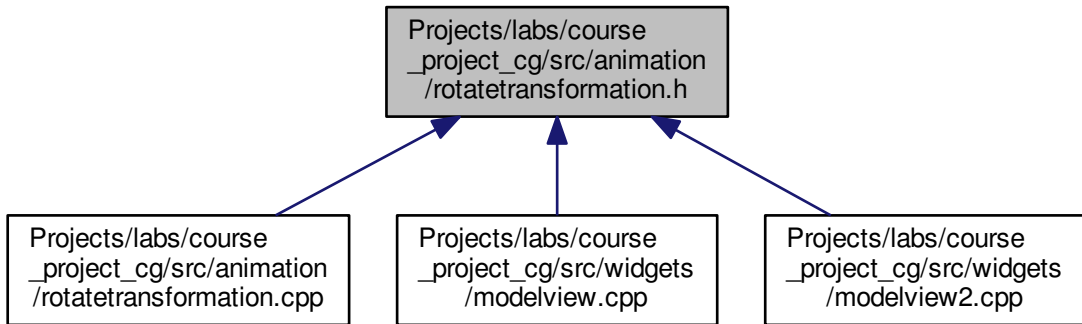 Projects/labs/course
_project_cg/src/animation
/rotatetransformation.h
Projects/labs/course
_project_cg/src/animation
/rotatetransformation.cpp
Projects/labs/course
_project_cg/src/widgets
/modelview.cpp
Projects/labs/course
_project_cg/src/widgets
/modelview2.cpp